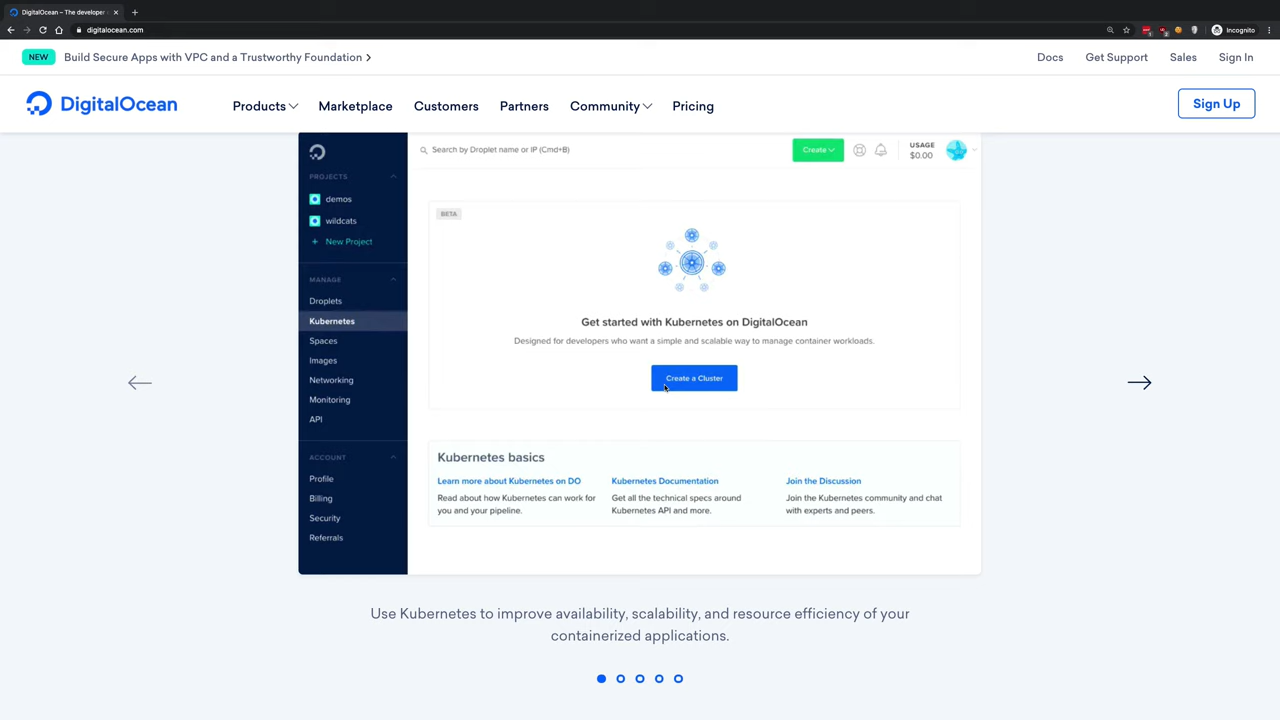 DigitalOcean – The developer c
digitalocean.com
Incognito
NEW Build Secure Apps with VPC and a Trustworthy Foundation
Docs Get Support Sales Sign In
DigitalOcean
Products Marketplace Customers Partners Community Pricing
Sign Up
Search by Droplet name or IP (Cmd+B)
Create
USAGE
$0.00
PROJECTS
demos
wildcats
+ New Project
MANAGE
Droplets
Kubernetes
Spaces
Images
Networking
Monitoring
API
ACCOUNT
Profile
Billing
Security
Referrals
BETA
Get started with Kubernetes on DigitalOcean
Designed for developers who want a simple and scalable way to manage container workloads.
Create a Cluster
Kubernetes basics
Learn more about Kubernetes on DO
Read about how Kubernetes can work for
you and your pipeline.
Kubernetes Documentation
Get all the technical specs around
Kubernetes API and more.
Join the Discussion
Join the Kubernetes community and chat
with experts and peers.
Use Kubernetes to improve availability, scalability, and resource efficiency of your
containerized applications.